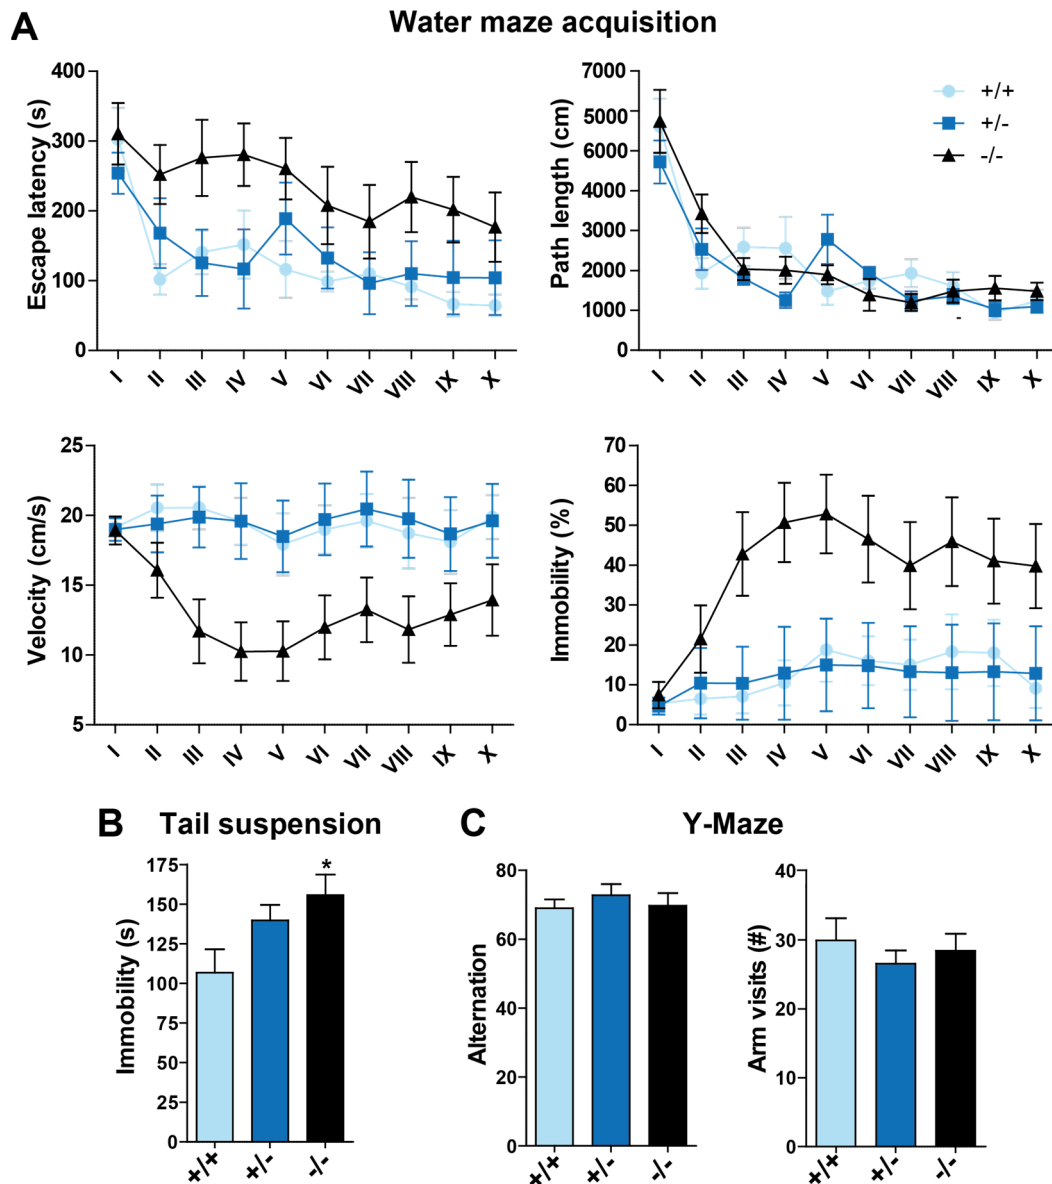 A
Water maze acquisition
Escape latency (s)
400
300
200
100
0
I II III IV V VI VII VIII IX X
Path length (cm)
7000
5000
6000
4000
3000
2000
1000
0
I II III IV V VI VII VIII IX X
+/+
+/-
-/-
Velocity (cm/s)
25
20
15
10
5
I II III IV V VI VII VIII IX X
Immobility (%)
70
60
50
40
30
20
10
0
I II III IV V VI VII VIII IX X
B Tail suspension
Immobility (s)
175
150
125
100
75
50
25
0
*
+/+ +/- -/-
C Y-Maze
Alternation
80
60
40
20
0
+/+ +/- -/-
Arm visits (#)
40
30
20
10
0
+/+ +/- -/-